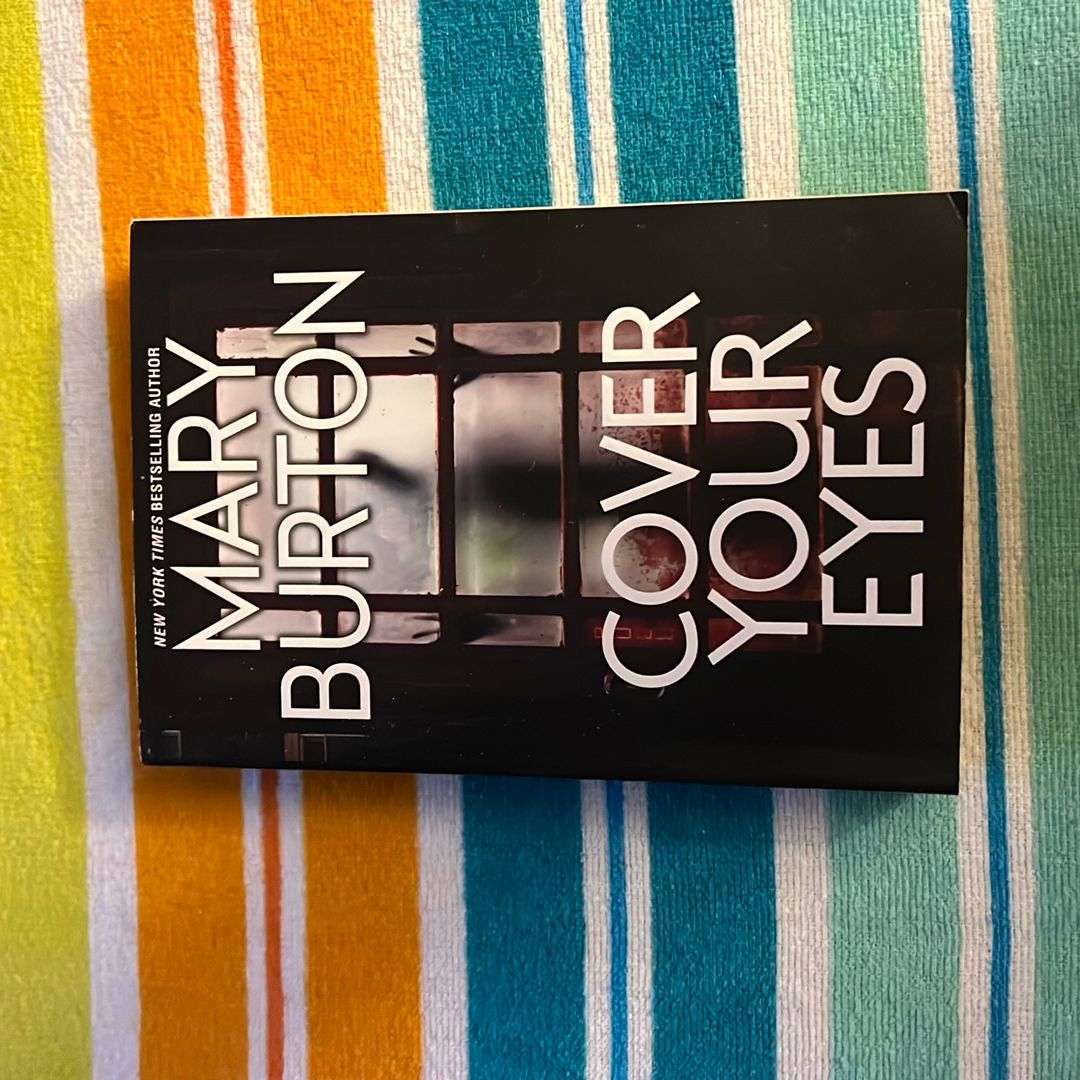 NEW YORK TIMES BESTSELLING AUTHOR
MARY
BURTON
COVER
YOUR
EYES